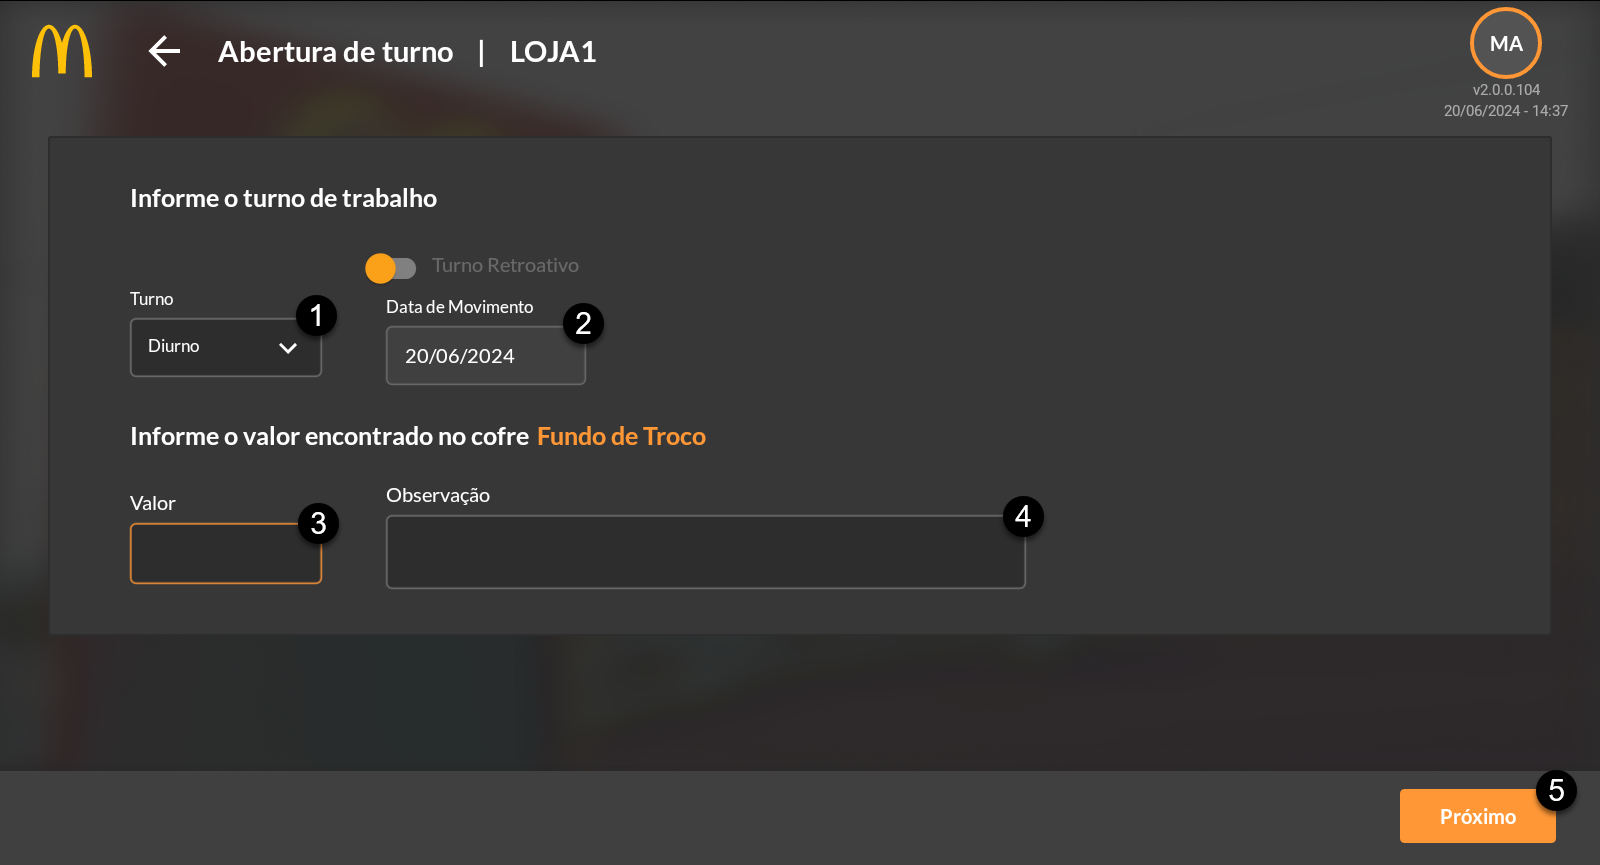 Abertura de turno | LOJA1
MA
v2.0.0.104
20/06/2024 - 14:37
Informe o turno de trabalho
Turno Retroativo
Turno
1
Diurno
Data de Movimento
2
20/06/2024
Informe o valor encontrado no cofre Fundo de Troco
Valor
3
Observação
4
5
Próximo